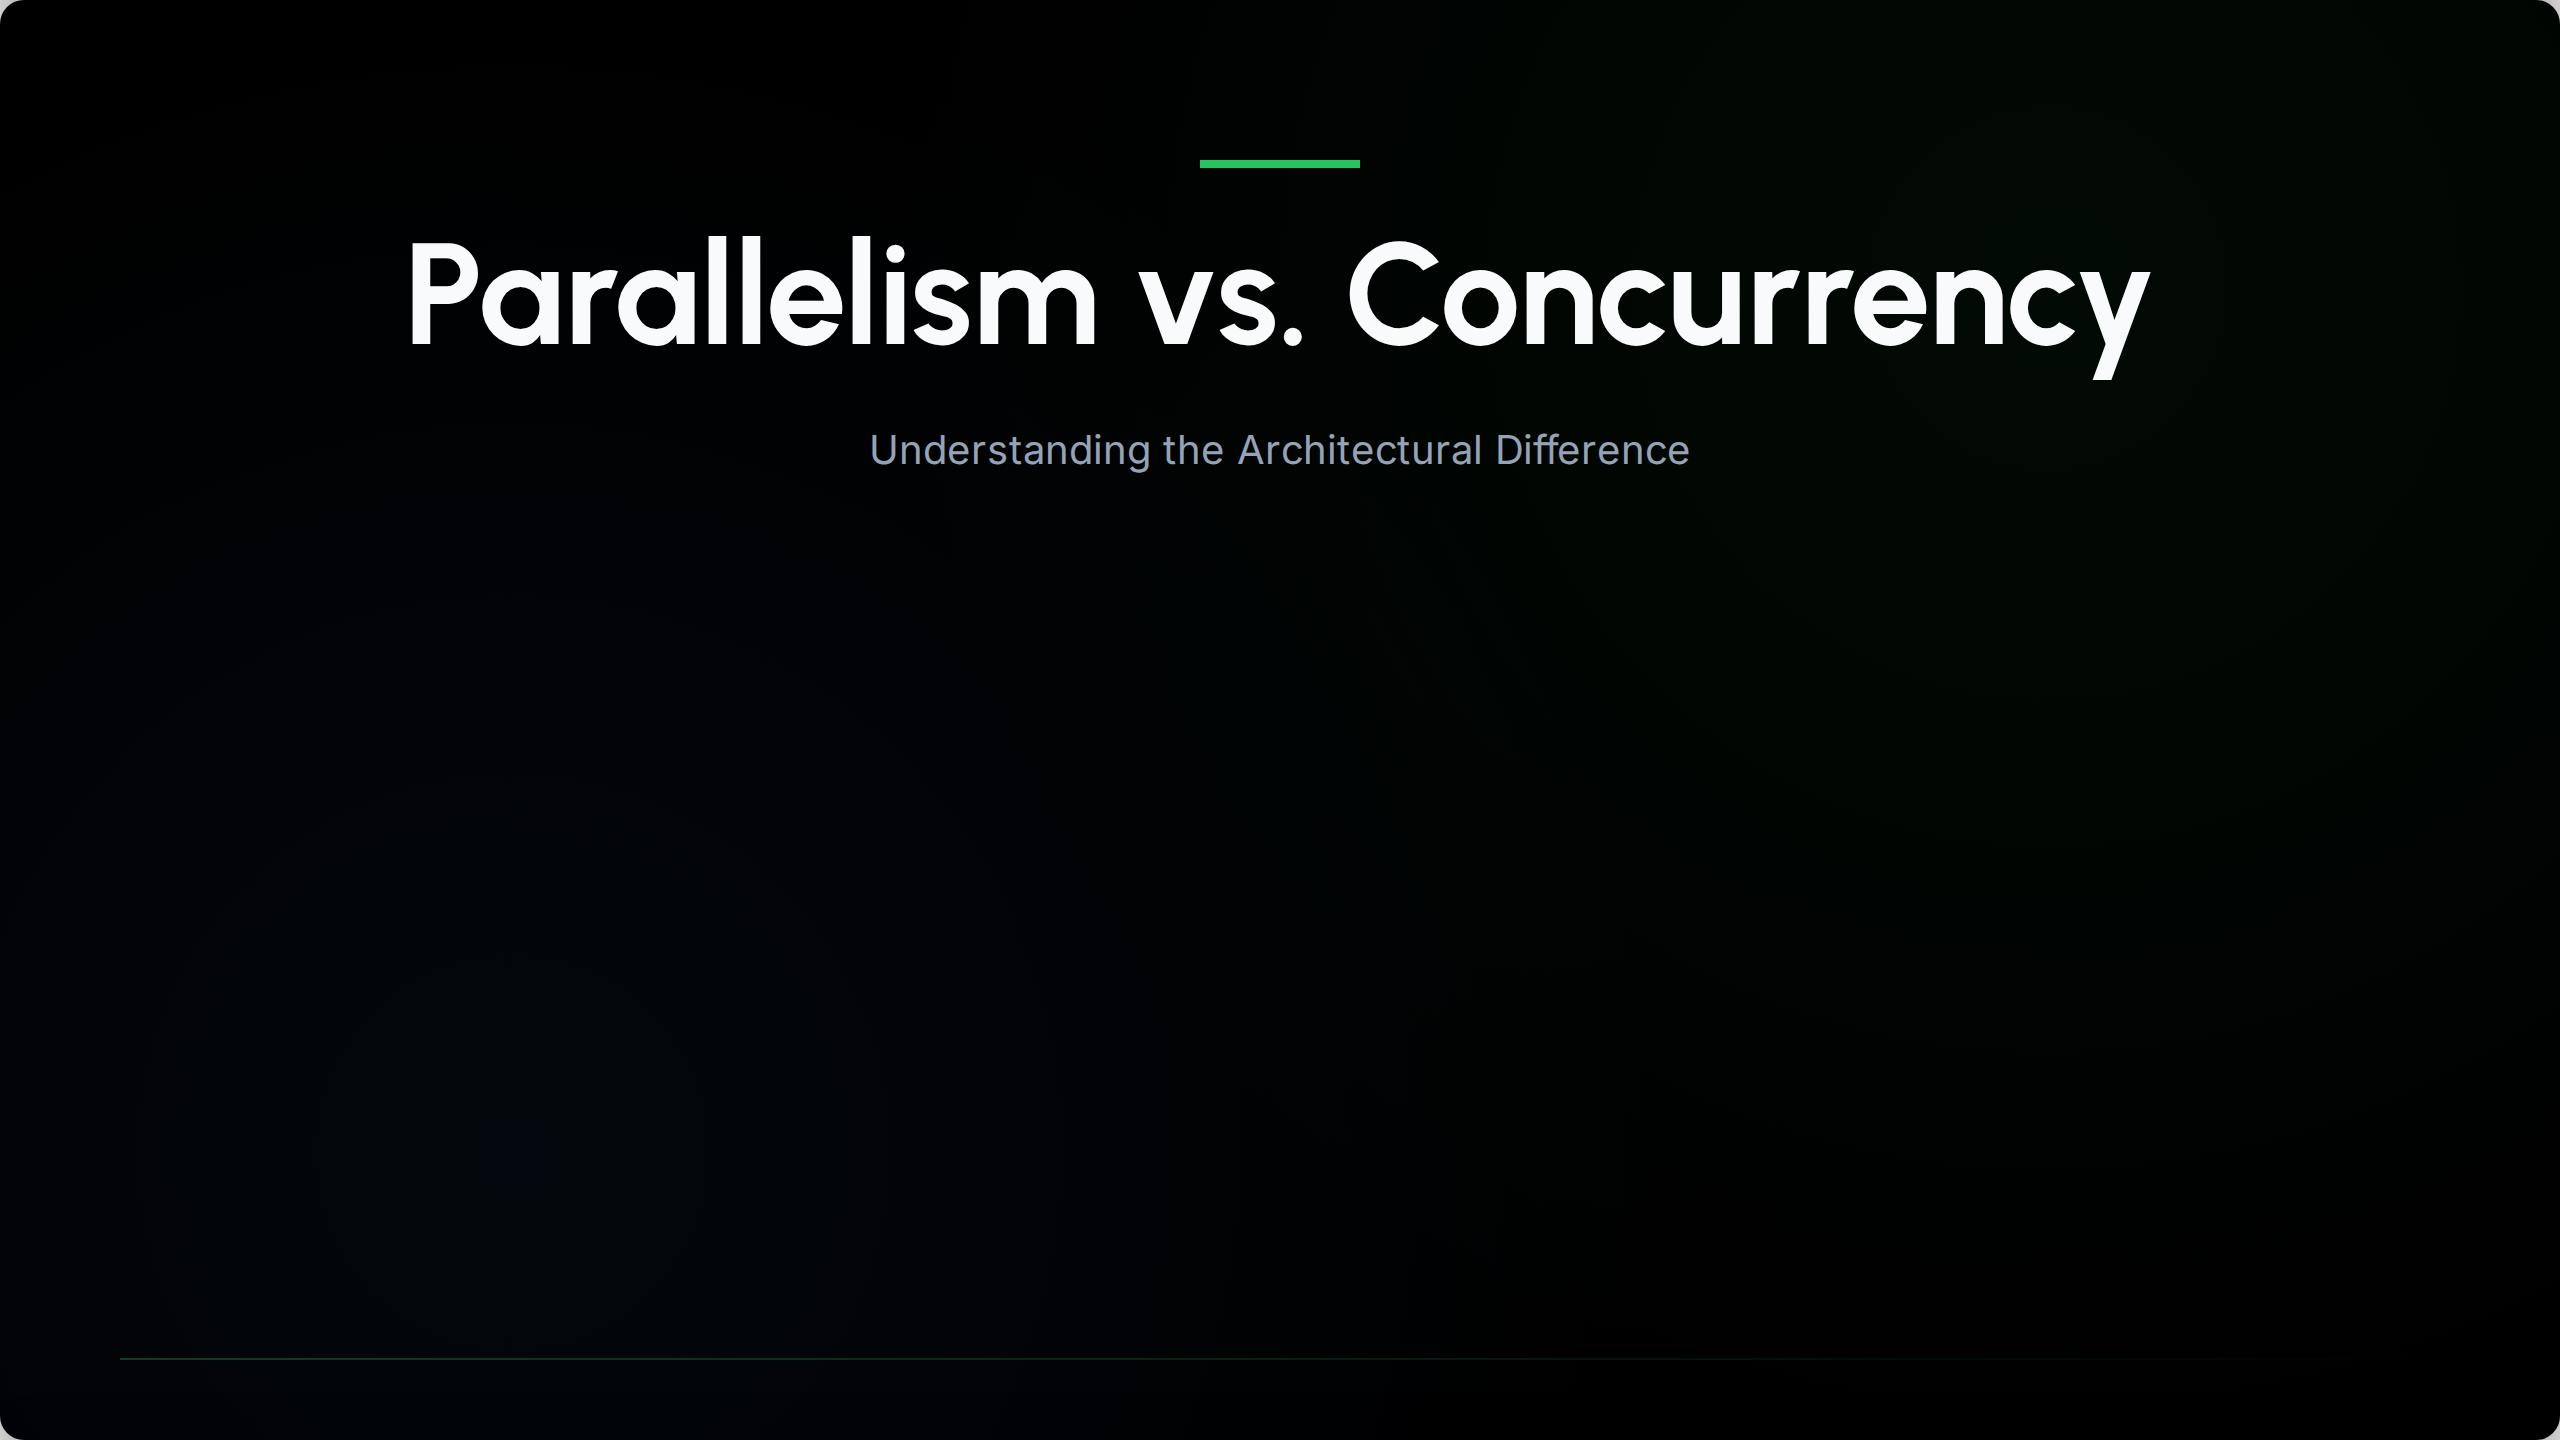 Parallelism vs. Concurrency
Understanding the Architectural Difference